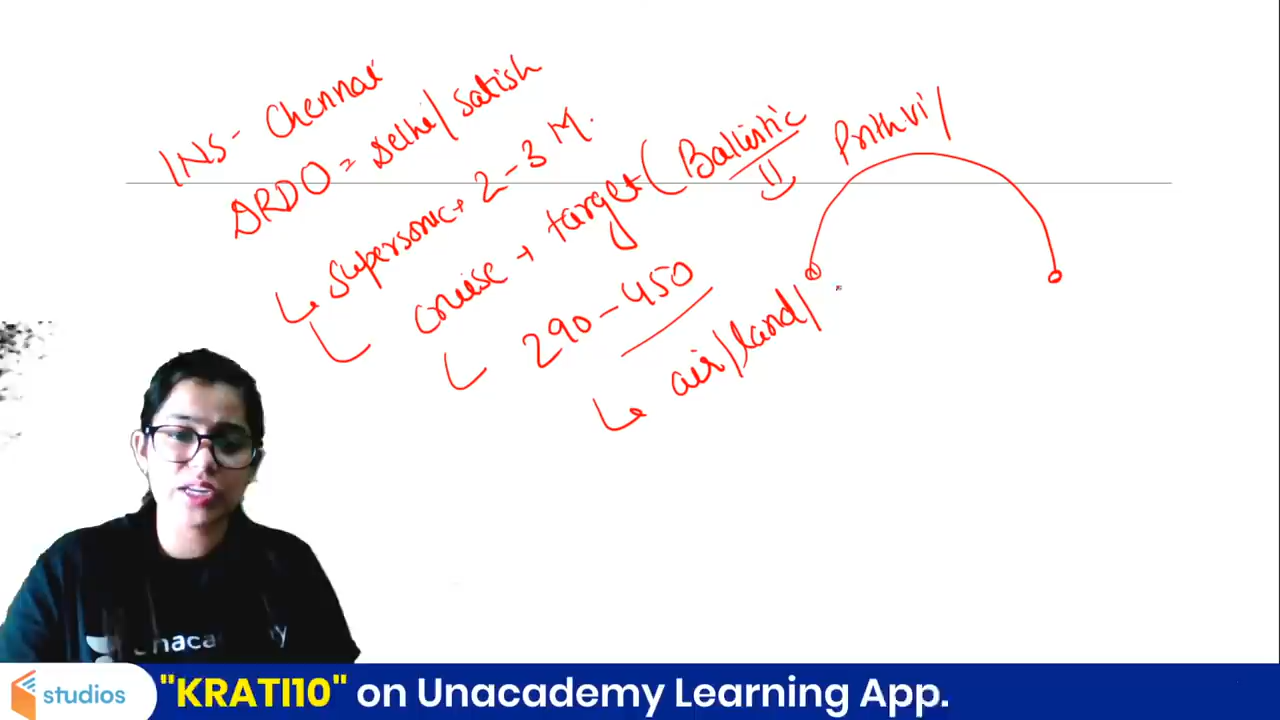 INS - Chennai
DRDO = Delhi/ Satish
Supersonic + 2-3 M.
cruise + target (Ballistic Prithvi/
290-450
air/land/
unacademy
studios
"KRATI10" on Unacademy Learning App.